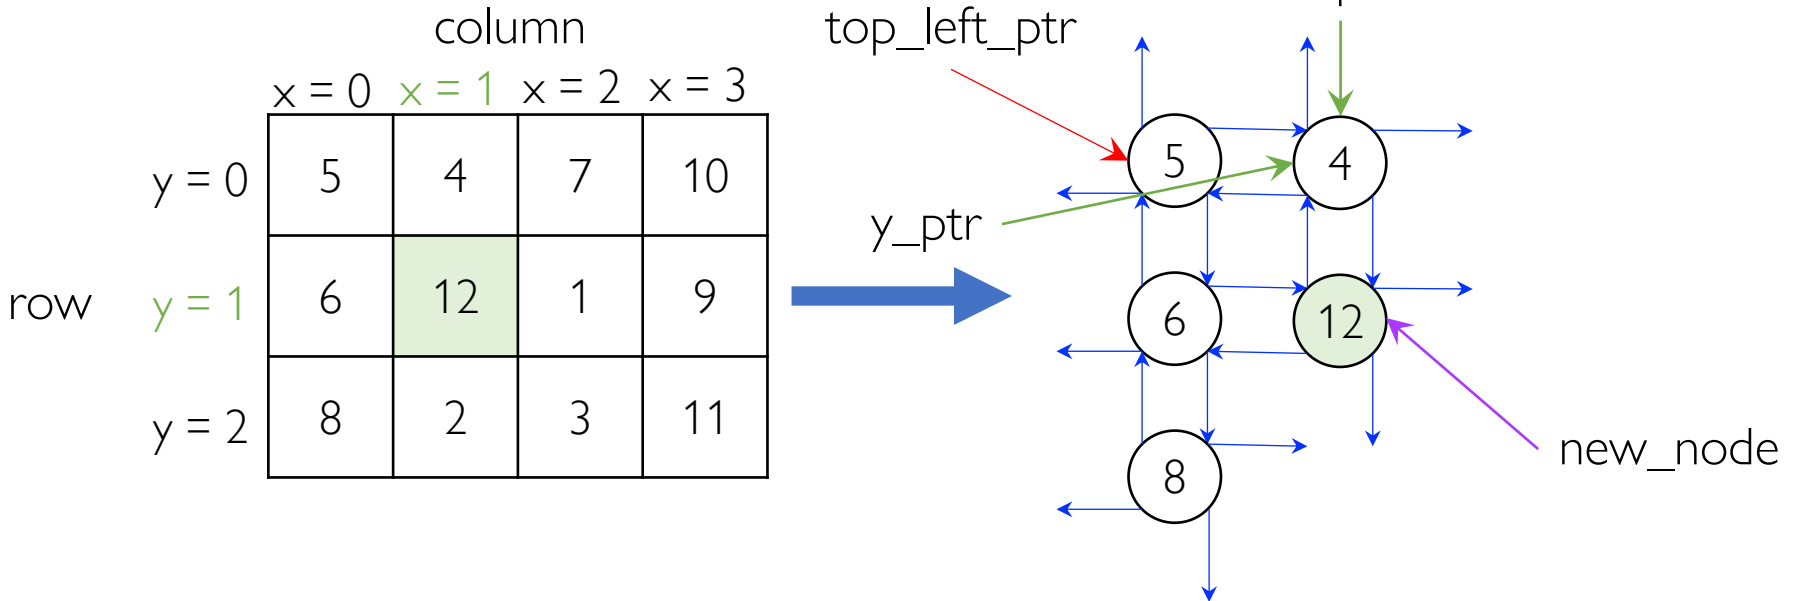 column
top_left_ptr
x = 0 x = 1 x = 2 x = 3
y = 0 5 4 7 10
5 4
y_ptr
row y = 1 6 12 1 9
6 12
y = 2 8 2 3 11
8
new_node